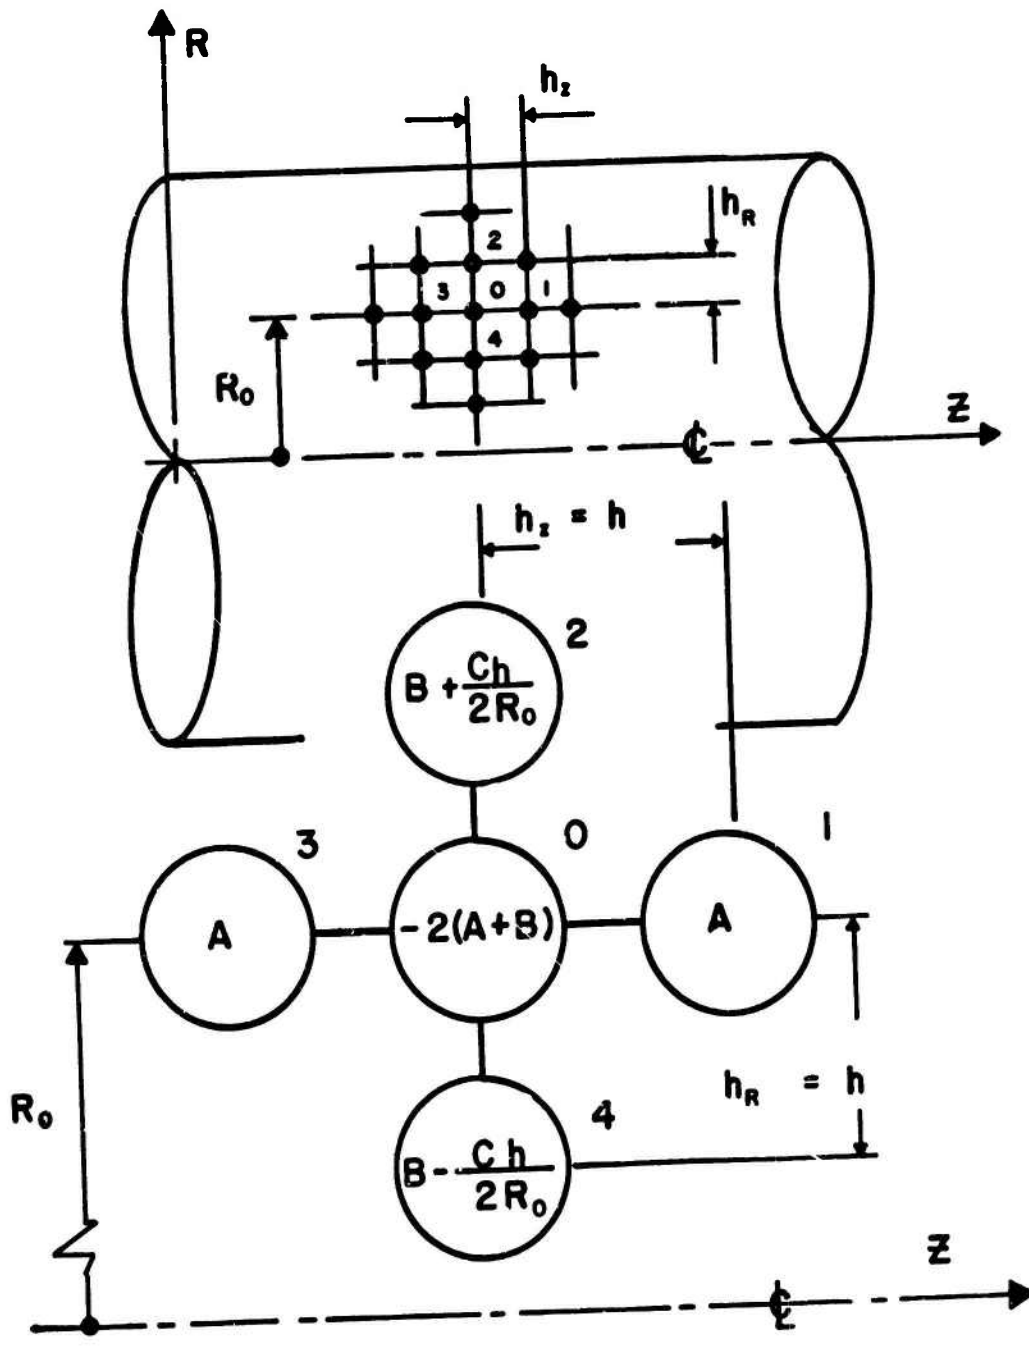 R
h_z
h_R
2
3 0 1
4
R_0
Z
℄
h_z = h
2
B + Ch/2R_0
3
0
1
A
-2(A+B)
A
R_0
h_R = h
4
B - Ch/2R_0
Z
℄